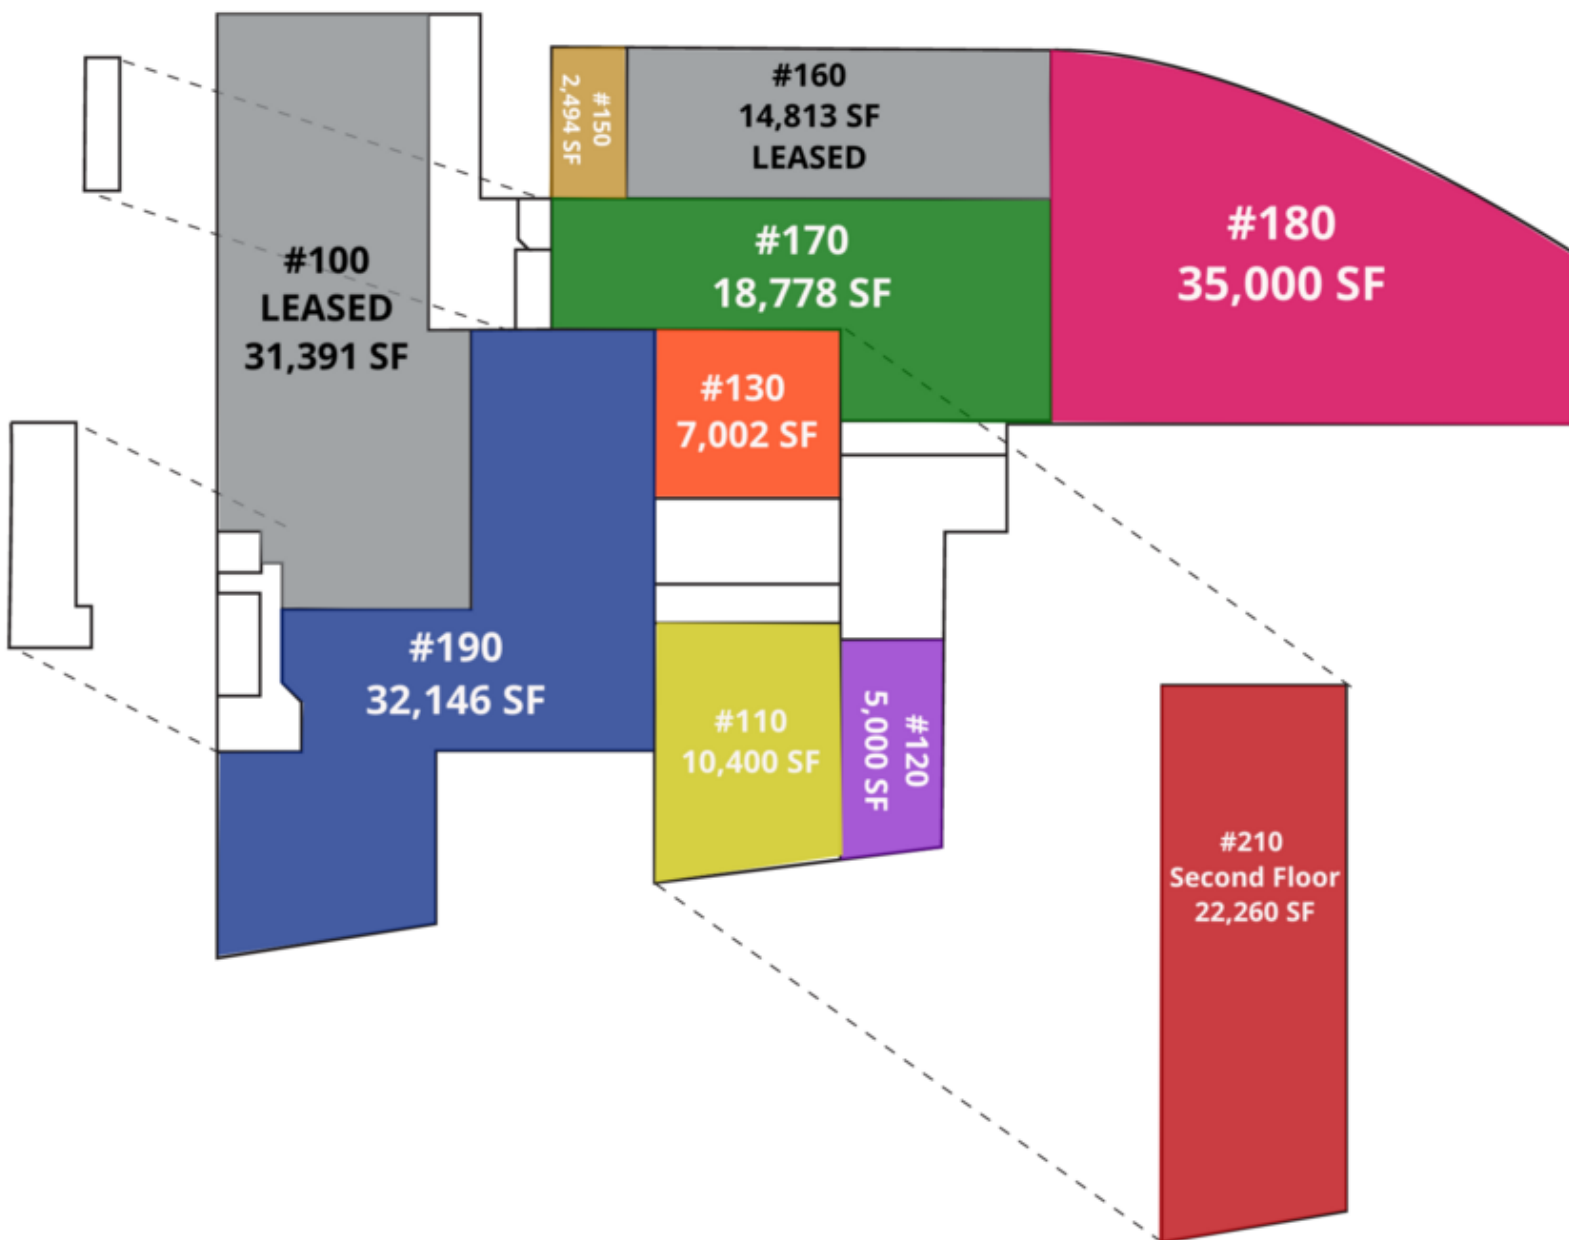 #100
LEASED
31,391 SF
#150
2,494 SF
#160
14,813 SF
LEASED
#170
18,778 SF
#180
35,000 SF
#130
7,002 SF
#190
32,146 SF
#110
10,400 SF
#120
5,000 SF
#210
Second Floor
22,260 SF